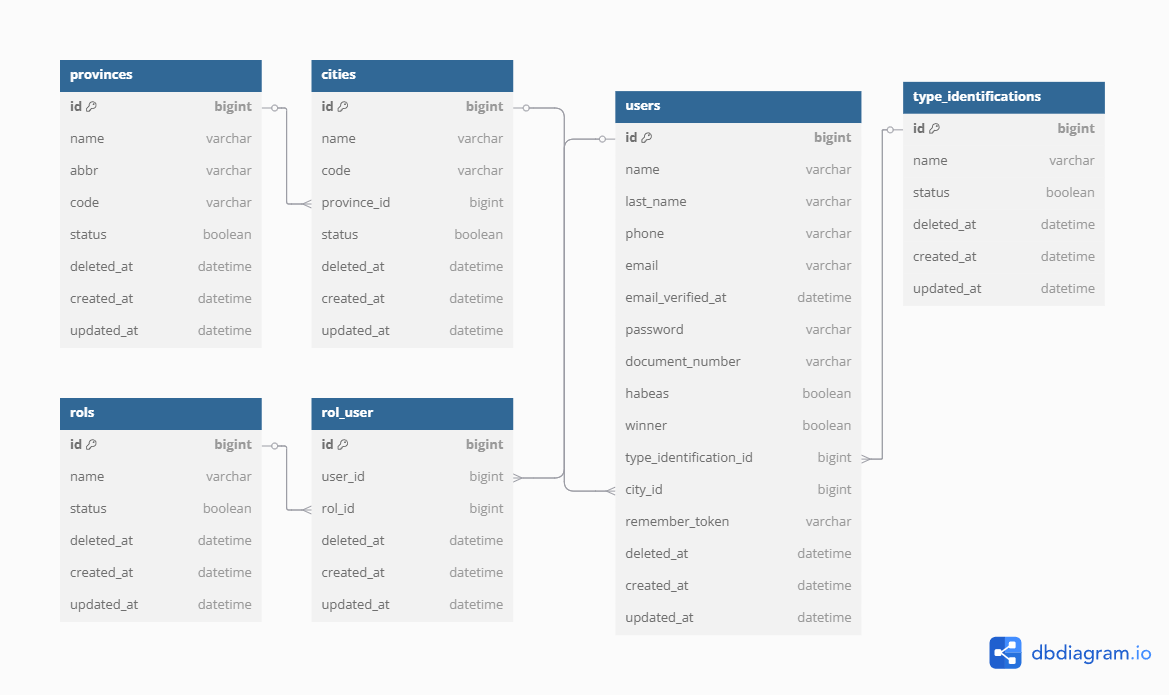 provinces
id bigint
name varchar
abbr varchar
code varchar
status boolean
deleted_at datetime
created_at datetime
updated_at datetime
cities
id bigint
name varchar
code varchar
province_id bigint
status boolean
deleted_at datetime
created_at datetime
updated_at datetime
users
id bigint
name varchar
last_name varchar
phone varchar
email varchar
email_verified_at datetime
password varchar
document_number varchar
habeas boolean
winner boolean
type_identification_id bigint
city_id bigint
remember_token varchar
deleted_at datetime
created_at datetime
updated_at datetime
type_identifications
id bigint
name varchar
status boolean
deleted_at datetime
created_at datetime
updated_at datetime
rols
id bigint
name varchar
status boolean
deleted_at datetime
created_at datetime
updated_at datetime
rol_user
id bigint
user_id bigint
rol_id bigint
deleted_at datetime
created_at datetime
updated_at datetime
dbdiagram.io